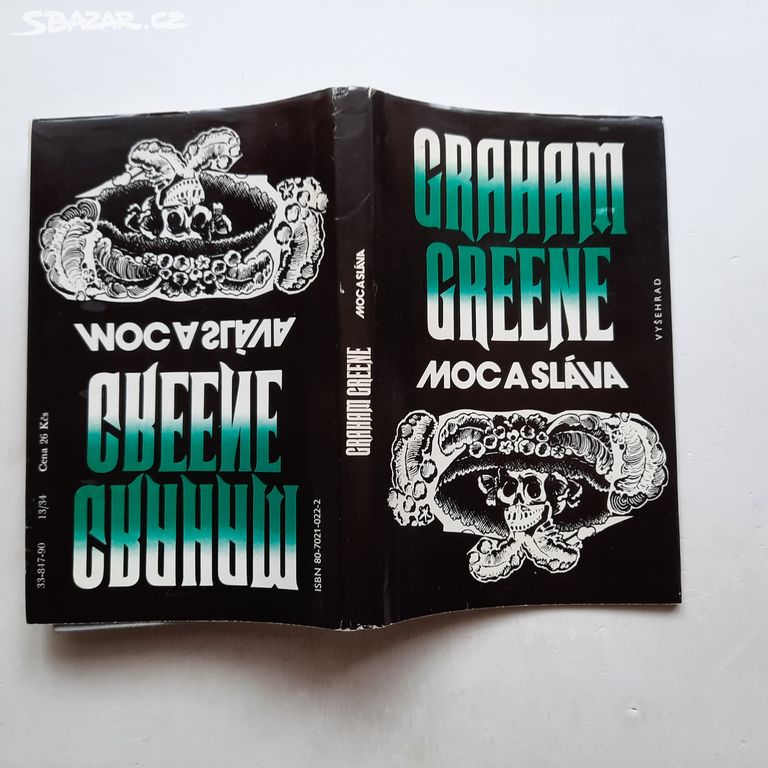 SBAZAR.CZ
GRAHAM
GREENE
MOC A SLÁVA
VYŠEHRAD
GRAHAM GREENE MOC A SLÁVA
MOC A SLÁVA
GREENE
GRAHAM
33-847-90 13/34 Cena 26 Kčs
ISBN 80-7021-022-2